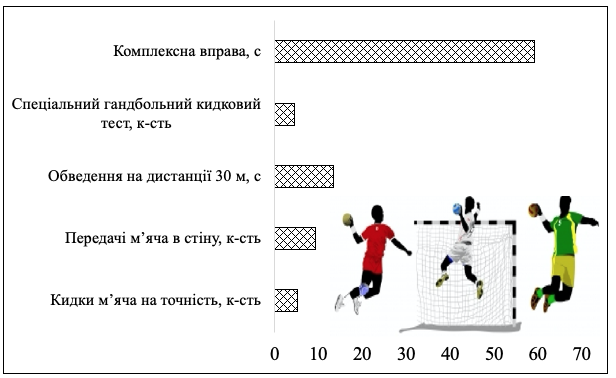 Комплексна вправа, с
Спеціальний гандбольний кидковий
тест, к-сть
Обведення на дистанції 30 м, с
Передачі м’яча в стіну, к-сть
Кидки м’яча на точність, к-сть
0 10 20 30 40 50 60 70